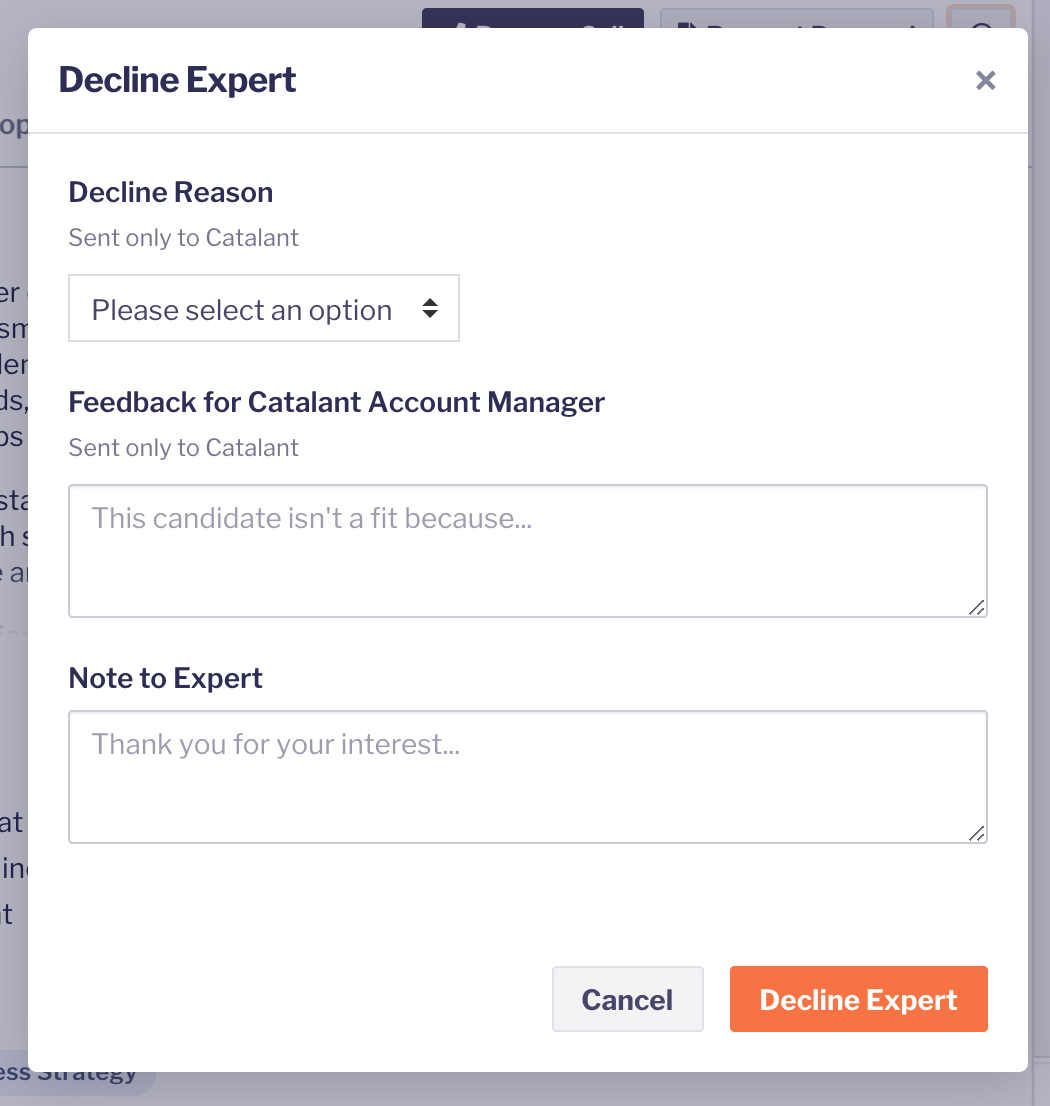 Decline Expert
Decline Reason
Sent only to Catalant
Please select an option
Feedback for Catalant Account Manager
Sent only to Catalant
This candidate isn't a fit because...
Note to Expert
Thank you for your interest...
Cancel
Decline Expert
ess Strategy